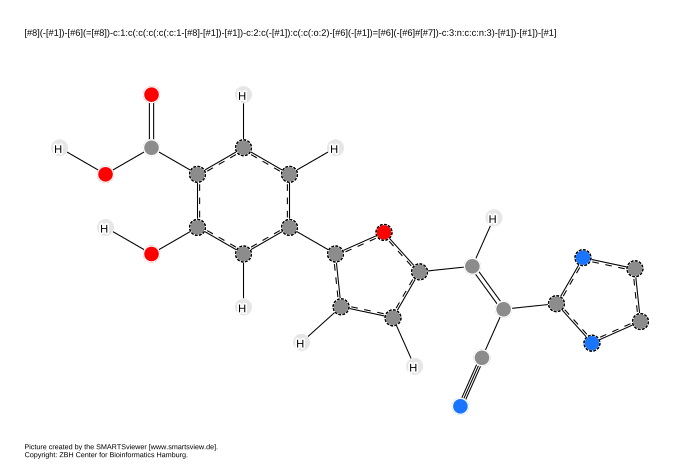 [#8](-[#1])-[#6](=[#8])-c:1:c(:c(:c(:c(:c:1-[#8]-[#1])-[#1])-c:2:c(-[#1]):c(:c(:o:2)-[#6](-[#1])=[#6](-[#6]#[#7])-c:3:n:c:c:n:3)-[#1])-[#1])-[#1]
H
H
H
H
H
H
H
H
H
Picture created by the SMARTSviewer [www.smartsview.de].
Copyright: ZBH Center for Bioinformatics Hamburg.